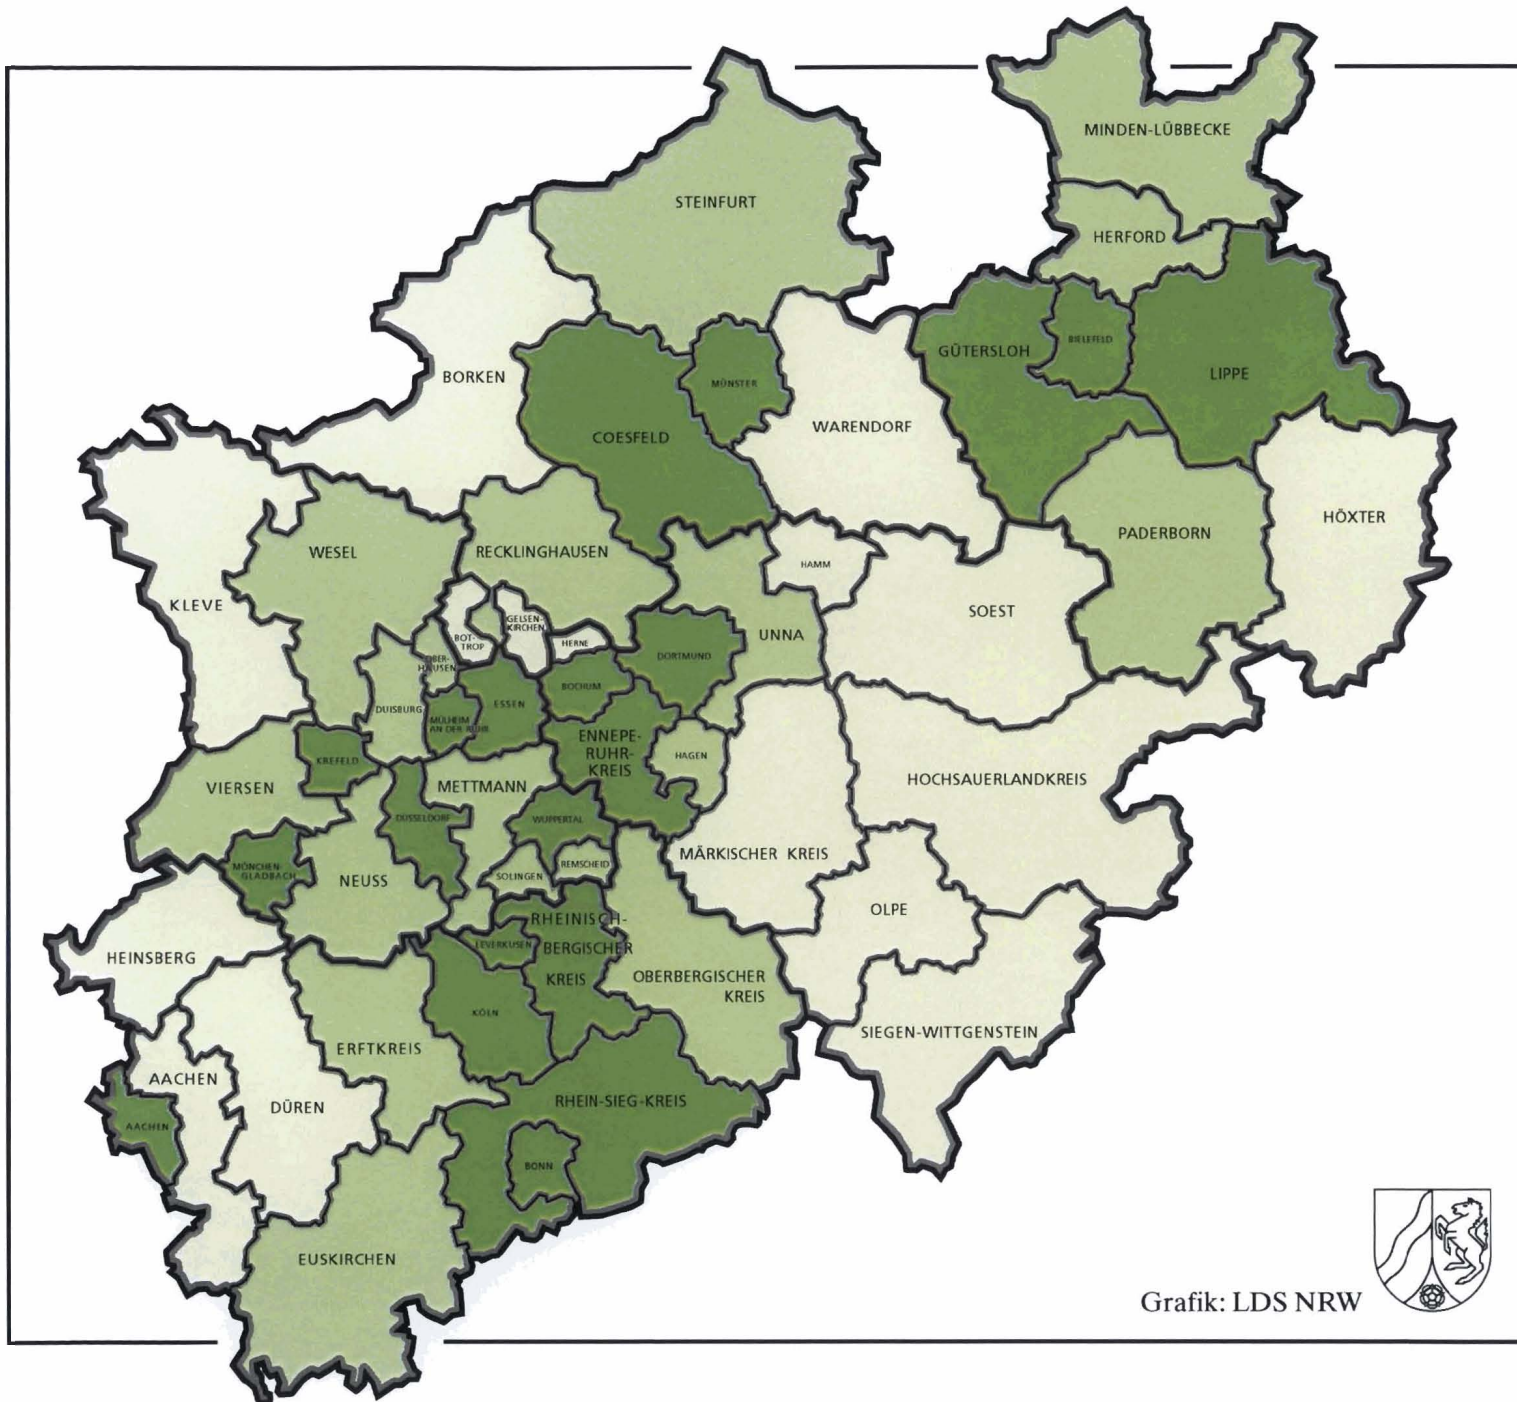 MINDEN-LÜBBECKE
STEINFURT
HERFORD
GÜTERSLOH
BIELEFELD
LIPPE
BORKEN
MÜNSTER
COESFELD
WARENDORF
HÖXTER
PADERBORN
WESEL
RECKLINGHAUSEN
HAMM
KLEVE
SOEST
GELSEN-
KIRCHEN
BOT-
TROP
HERNE
UNNA
DORTMUND
OBER-
HAUSEN
BOCHUM
ESSEN
DUISBURG
MÜLHEIM
AN DER RUHR
ENNEPE-
RUHR-
KREIS
HAGEN
KREFELD
HOCHSAUERLANDKREIS
VIERSEN
METTMANN
DÜSSELDORF
WUPPERTAL
MÄRKISCHER KREIS
REMSCHEID
SOLINGEN
MÖNCHEN-
GLADBACH
NEUSS
OLPE
RHEINISCH-
BERGISCHER
KREIS
LEVERKUSEN
HEINSBERG
OBERBERGISCHER
KREIS
KÖLN
SIEGEN-WITTGENSTEIN
ERFTKREIS
AACHEN
DÜREN
RHEIN-SIEG-KREIS
AACHEN
BONN
EUSKIRCHEN
Grafik: LDS NRW